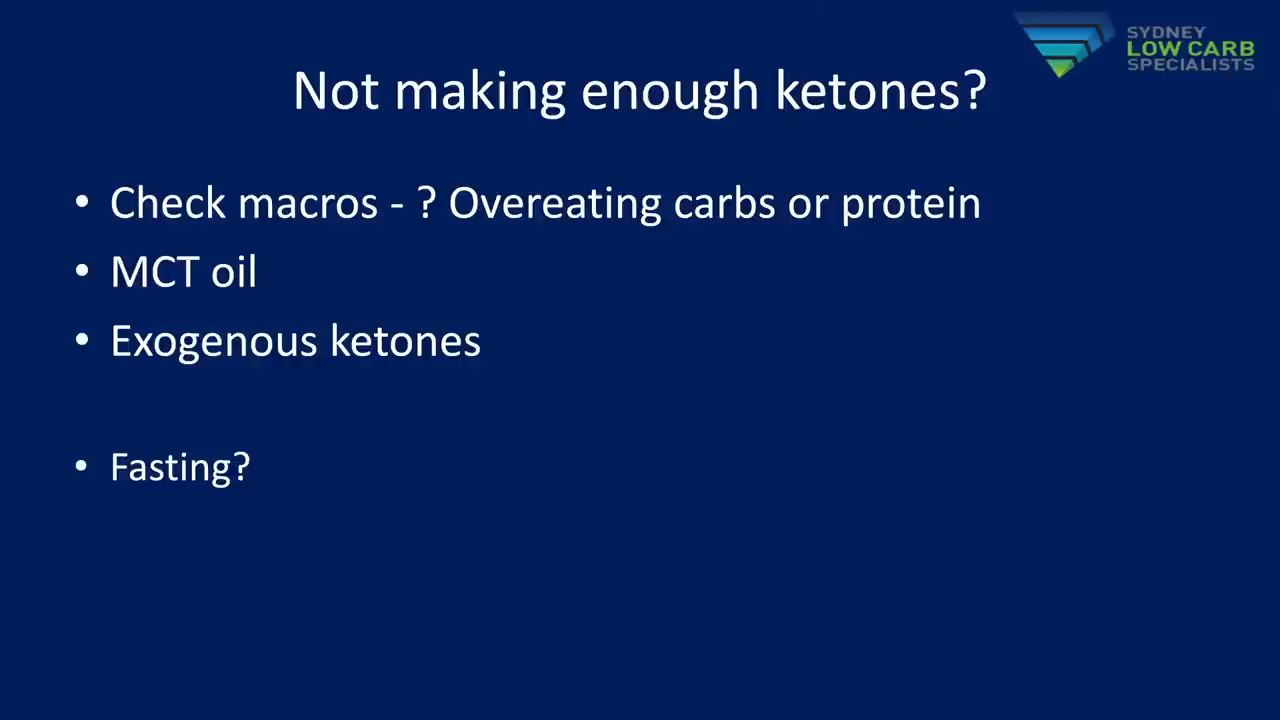 SYDNEY
LOW CARB
SPECIALISTS
Not making enough ketones?
• Check macros - ? Overeating carbs or protein
• MCT oil
• Exogenous ketones
• Fasting?